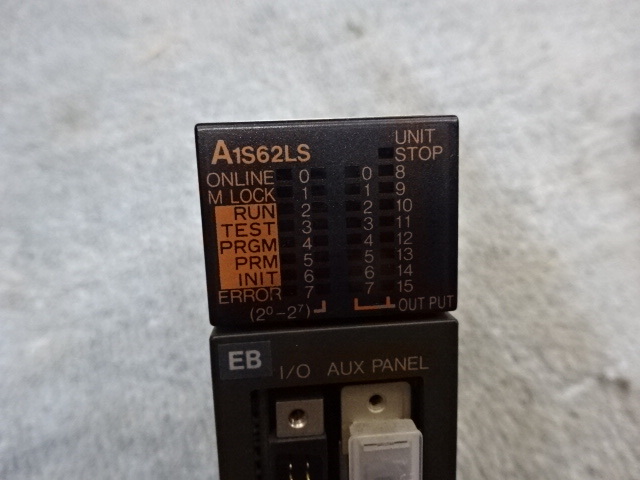 A1S62LS
UNIT
STOP
ONLINE 0 0 8
M LOCK 1 1 9
RUN 2 2 10
TEST 3 3 11
PRGM 4 4 12
PRM 5 5 13
INIT 6 6 14
ERROR 7 7 15
(2⁰-2⁷) OUT PUT
EB I/O AUX PANEL